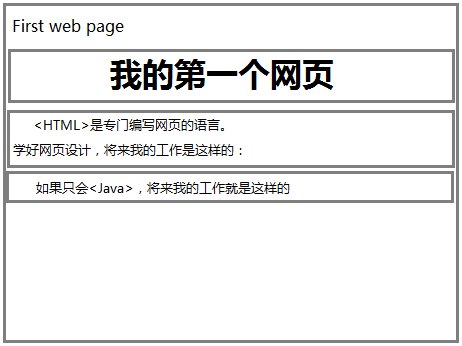 First web page
我的第一个网页
<HTML>是专门编写网页的语言。
学好网页设计，将来我的工作是这样的：
如果只会<Java>，将来我的工作就是这样的